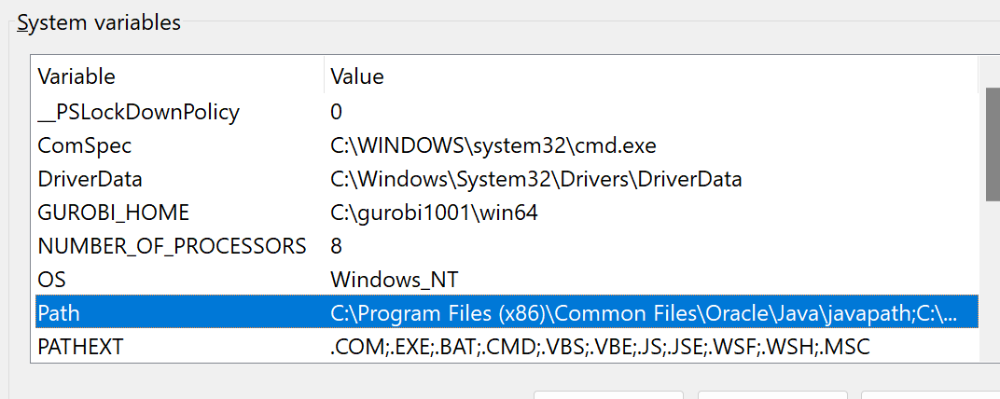 System variables
Variable Value
__PSLockDownPolicy 0
ComSpec C:\WINDOWS\system32\cmd.exe
DriverData C:\Windows\System32\Drivers\DriverData
GUROBI_HOME C:\gurobi1001\win64
NUMBER_OF_PROCESSORS 8
OS Windows_NT
Path C:\Program Files (x86)\Common Files\Oracle\Java\javapath;C:\...
PATHEXT .COM;.EXE;.BAT;.CMD;.VBS;.VBE;.JS;.JSE;.WSF;.WSH;.MSC